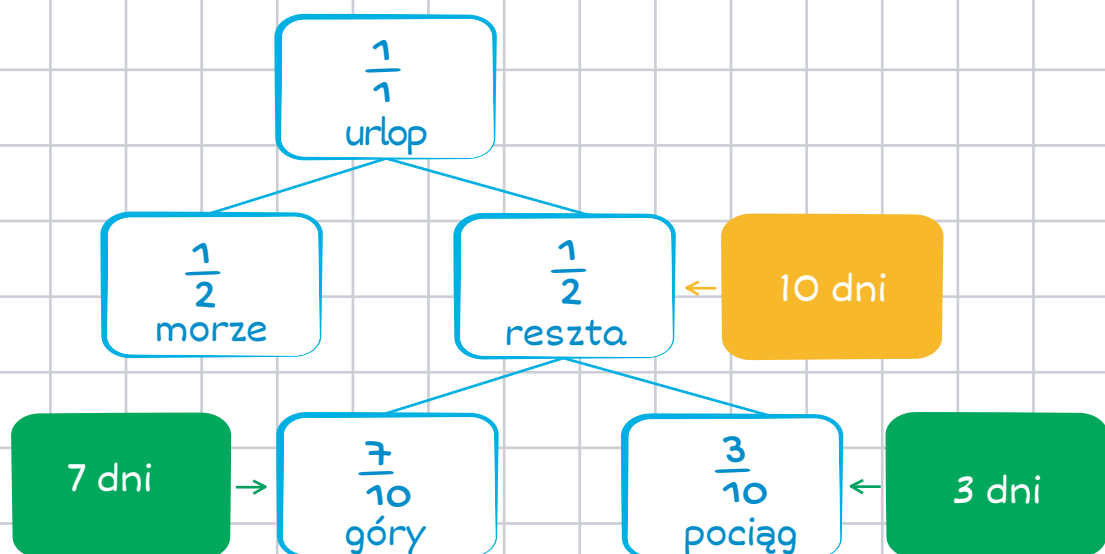 1
1
urlop
1
2
morze
1
2
reszta
10 dni
7 dni
7
10
góry
3
10
pociąg
3 dni